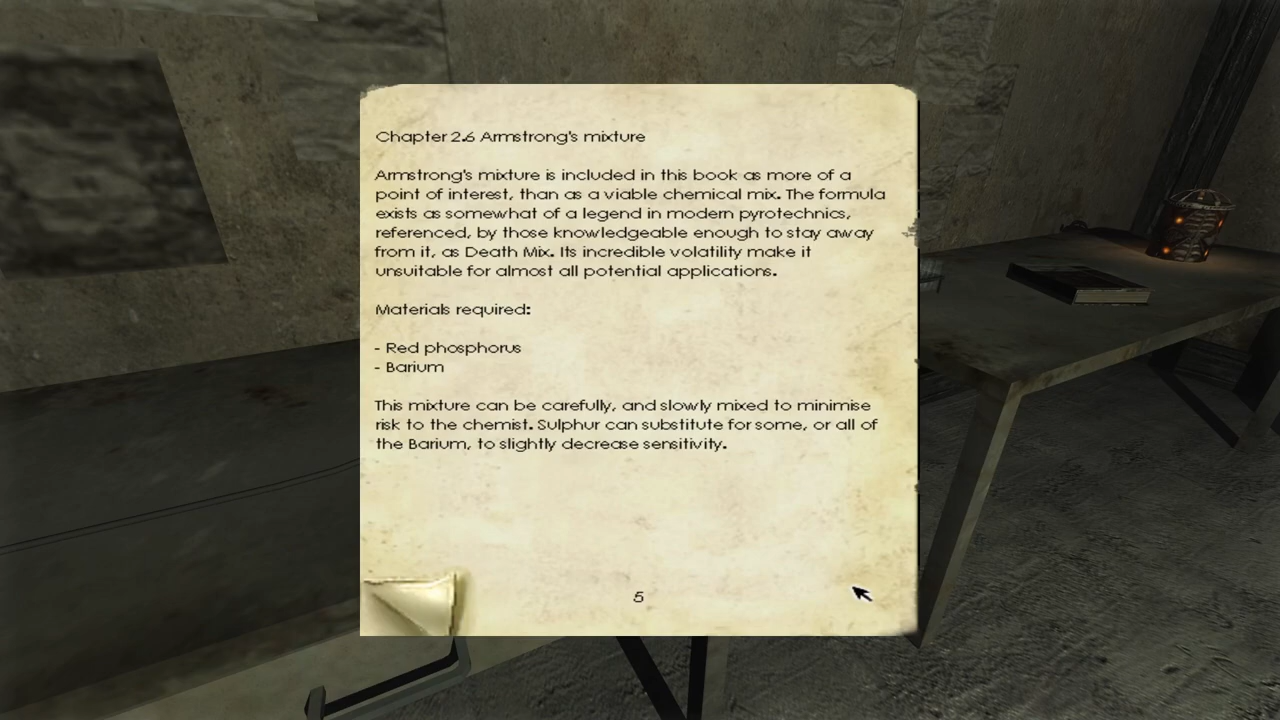 Chapter 2.6 Armstrong's mixture
Armstrong's mixture is included in this book as more of a
point of interest, than as a viable chemical mix. The formula
exists as somewhat of a legend in modern pyrotechnics,
referenced, by those knowledgeable enough to stay away
from it, as Death Mix. Its incredible volatility make it
unsuitable for almost all potential applications.
Materials required:
- Red phosphorus
- Barium
This mixture can be carefully, and slowly mixed to minimise
risk to the chemist. Sulphur can substitute for some, or all of
the Barium, to slightly decrease sensitivity.
5